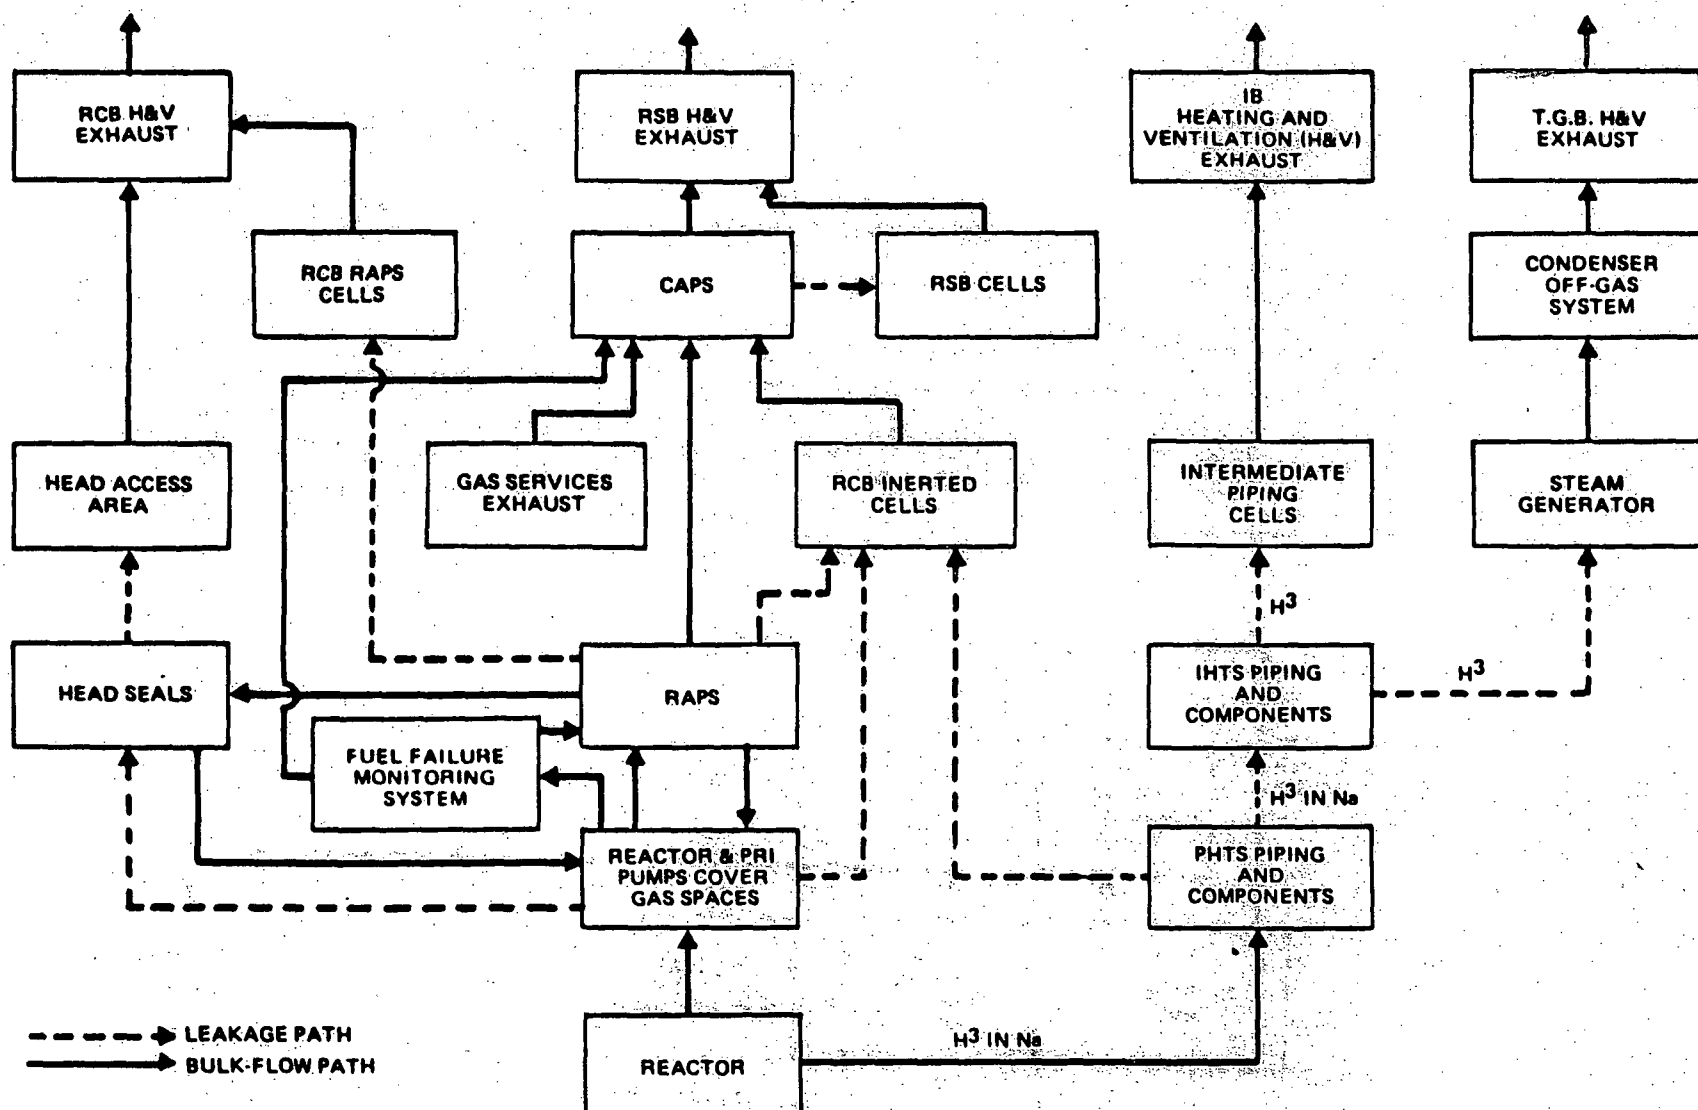 RCB H&V
EXHAUST
RSB H&V
EXHAUST
IB
HEATING AND
VENTILATION (H&V)
EXHAUST
T.G.B. H&V
EXHAUST
RCB RAPS
CELLS
CAPS
RSB CELLS
CONDENSER
OFF-GAS
SYSTEM
HEAD ACCESS
AREA
GAS SERVICES
EXHAUST
RCB INERTED
CELLS
INTERMEDIATE
PIPING
CELLS
STEAM
GENERATOR
H3
HEAD SEALS
RAPS
IHTS PIPING
AND
COMPONENTS
H3
FUEL FAILURE
MONITORING
SYSTEM
H3 IN Na
REACTOR & PRI
PUMPS COVER
GAS SPACES
PHTS PIPING
AND
COMPONENTS
LEAKAGE PATH
BULK-FLOW PATH
REACTOR
H3 IN Na